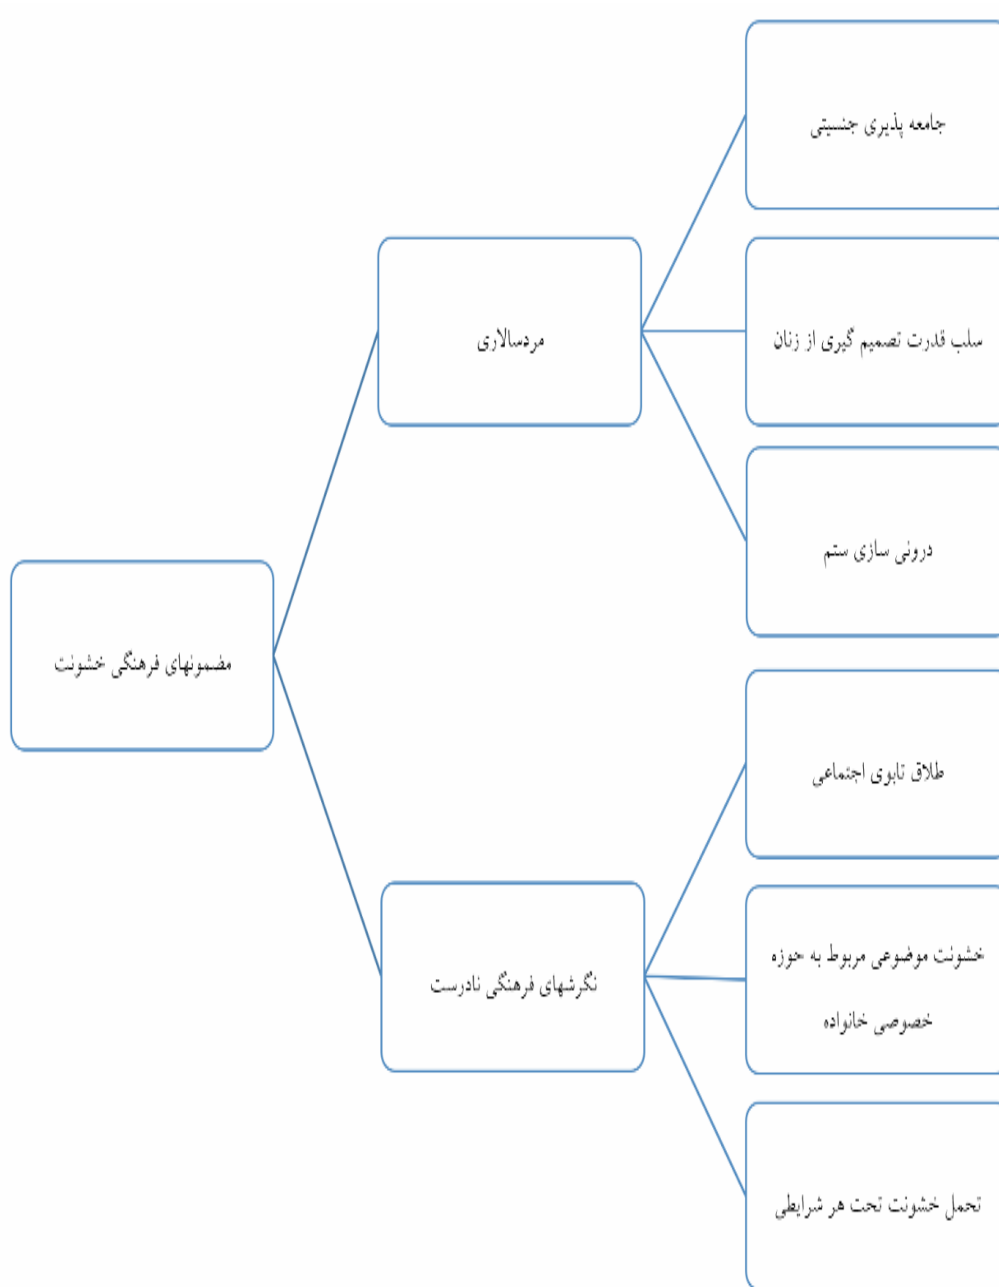 جامعه پذیری جنسیتی
مردسالاری
سلب قدرت تصمیم گیری از زنان
درونی سازی ستم
مضمونهای فرهنگی خشونت
طلاق تابوی اجتماعی
نگرشهای فرهنگی نادرست
خشونت موضوعی مربوط به حوزه
خصوصی خانواده
تحمل خشونت تحت هر شرایطی